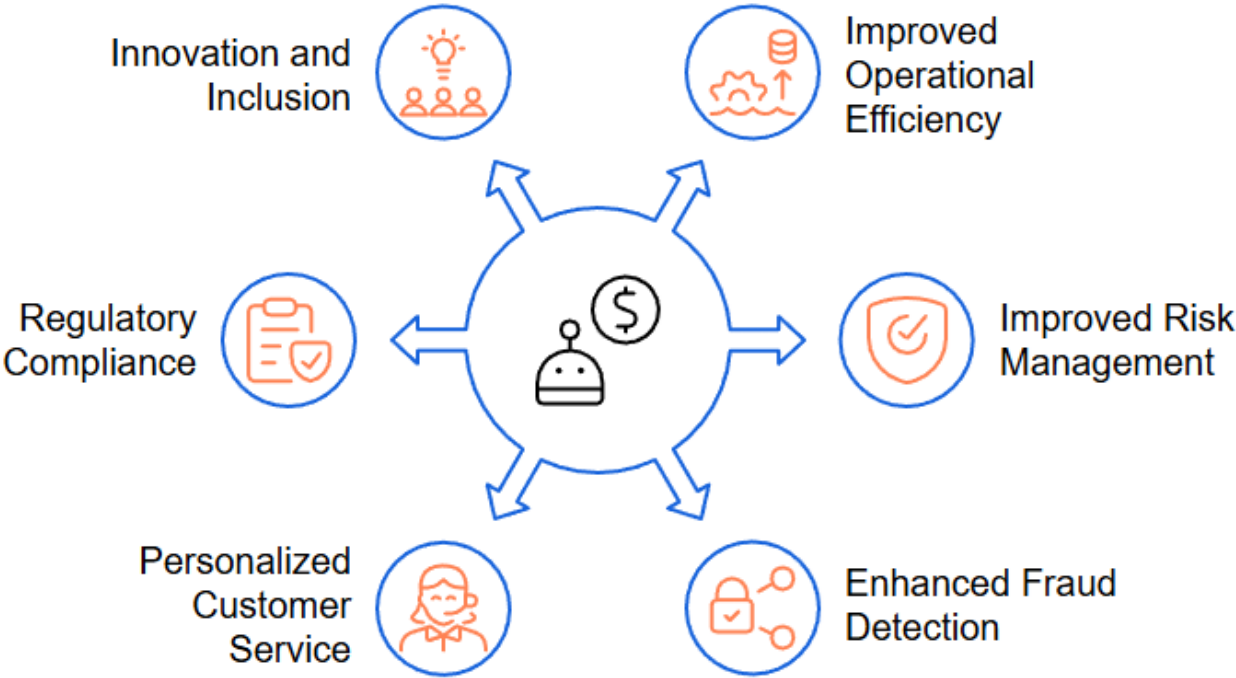 Innovation and
Inclusion
Improved
Operational
Efficiency
Regulatory
Compliance
$
Improved Risk
Management
Personalized
Customer
Service
Enhanced Fraud
Detection